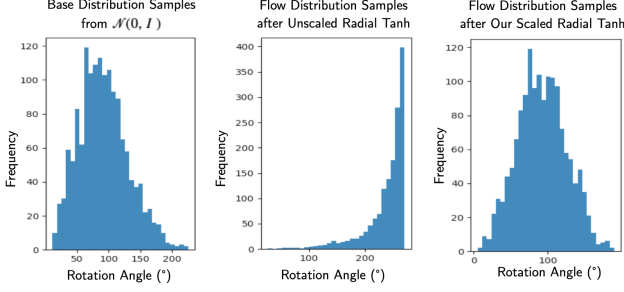 Base Distribution Samples
from 𝒩(0, I )
120
100
80
60
40
20
0
50 100 150 200
Frequency
Rotation Angle (°)
Flow Distribution Samples
after Unscaled Radial Tanh
400
350
300
250
200
150
100
50
0
100 200
Frequency
Rotation Angle (°)
Flow Distribution Samples
after Our Scaled Radial Tanh
120
100
80
60
40
20
0
0 100
Frequency
Rotation Angle (°)